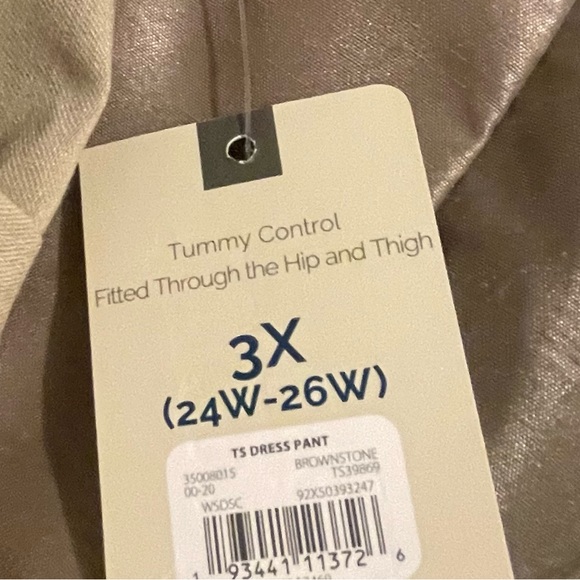 Tummy Control
Fitted Through the Hip and Thigh
3X
(24W-26W)
TS DRESS PANT
35008015 BROWNSTONE
00-20 TS39869
WSDSC 92X50393247
1 93441 11372 6